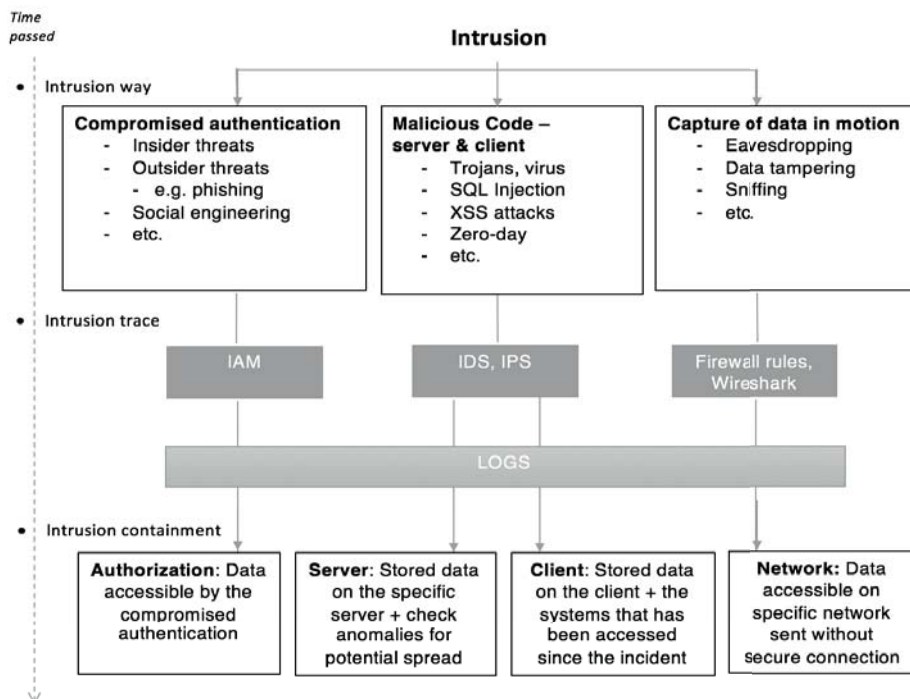 Time
passed
Intrusion
• Intrusion way
Compromised authentication
- Insider threats
- Outsider threats
- e.g. phishing
- Social engineering
- etc.
Malicious Code –
server & client
- Trojans, virus
- SQL Injection
- XSS attacks
- Zero-day
- etc.
Capture of data in motion
- Eavesdropping
- Data tampering
- Sniffing
- etc.
• Intrusion trace
IAM
IDS, IPS
Firewall rules,
Wireshark
LOGS
• Intrusion containment
Authorization: Data
accessible by the
compromised
authentication
Server: Stored data
on the specific
server + check
anomalies for
potential spread
Client: Stored data
on the client + the
systems that has
been accessed
since the incident
Network: Data
accessible on
specific network
sent without
secure connection